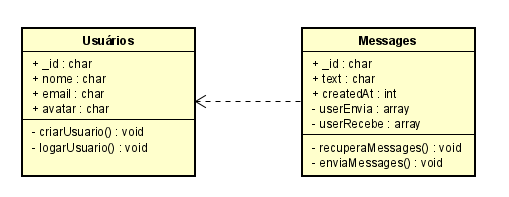 Usuários
+ _id : char
+ nome : char
+ email : char
+ avatar : char
- criarUsuario() : void
- logarUsuario() : void
Messages
+ _id : char
+ text : char
+ createdAt : int
- userEnvia : array
- userRecebe : array
- recuperaMessages() : void
- enviaMessages() : void